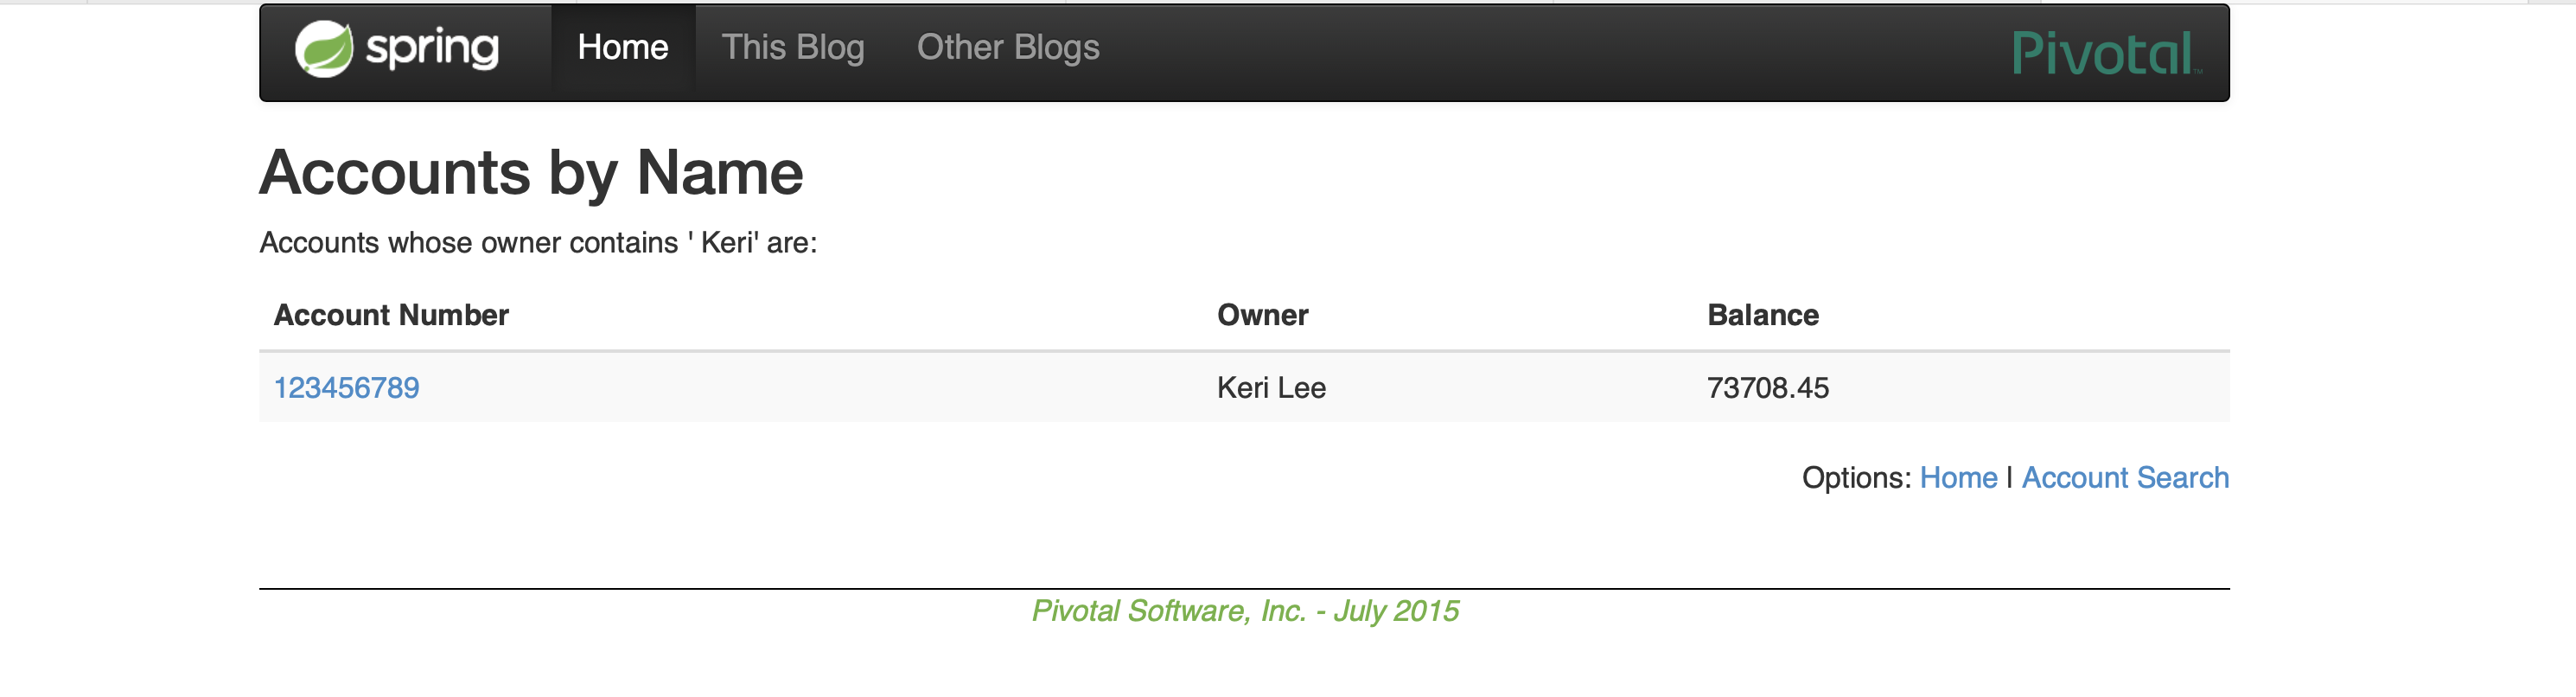 spring Home This Blog Other Blogs Pivotal™
Accounts by Name
Accounts whose owner contains ' Keri' are:
Account Number Owner Balance
123456789 Keri Lee 73708.45
Options: Home | Account Search
Pivotal Software, Inc. - July 2015